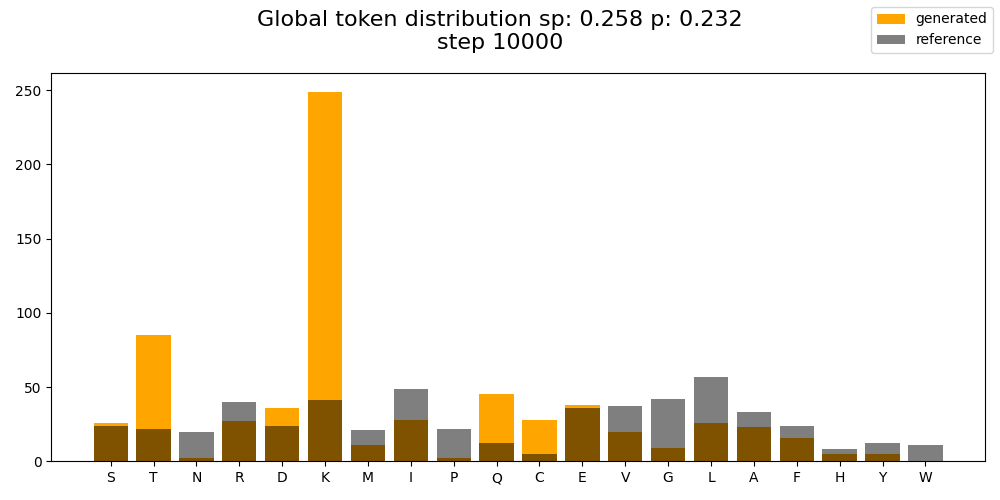 Global token distribution sp: 0.258 p: 0.232
step 10000
generated
reference
250
200
150
100
50
0
S T N R D K M I P Q C E V G L A F H Y W